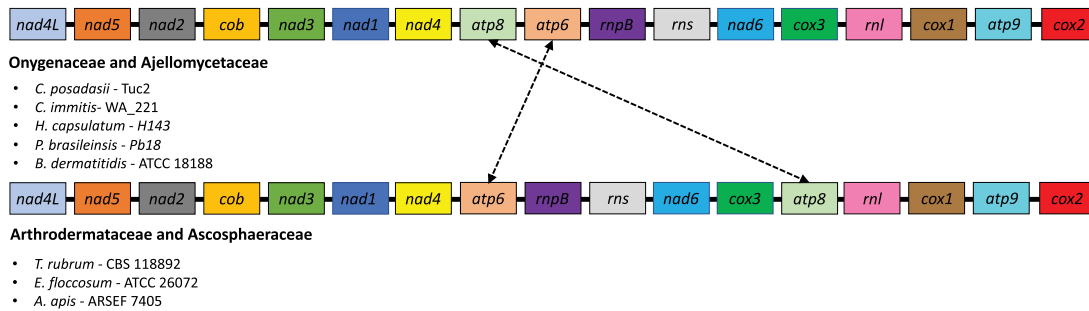 nad4L nad5 nad2 cob nad3 nad1 nad4 atp8 atp6 rnpB rns nad6 cox3 rnl cox1 atp9 cox2
Onygenaceae and Ajellomycetaceae
• C. posadasii - Tuc2
• C. immitis- WA_221
• H. capsulatum - H143
• P. brasileinsis - Pb18
• B. dermatitidis - ATCC 18188
nad4L nad5 nad2 cob nad3 nad1 nad4 atp6 rnpB rns nad6 cox3 atp8 rnl cox1 atp9 cox2
Arthrodermataceae and Ascosphaeraceae
• T. rubrum - CBS 118892
• E. floccosum - ATCC 26072
• A. apis - ARSEF 7405